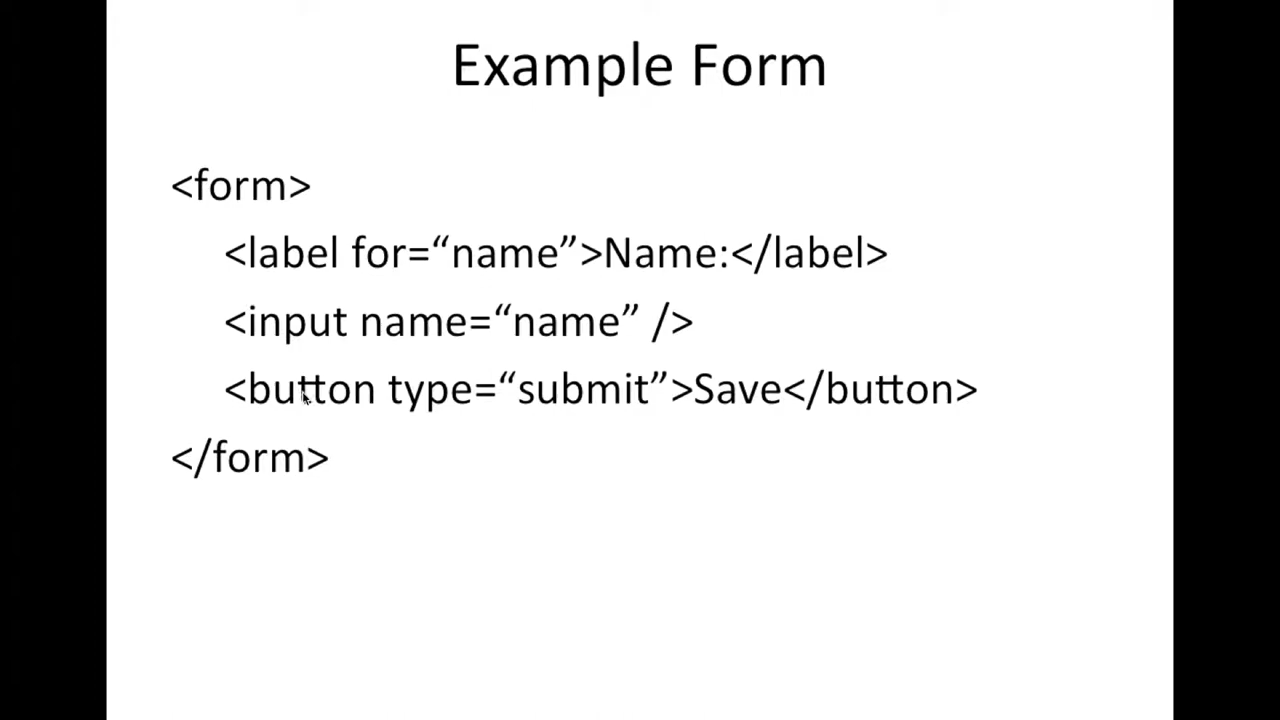 Example Form
<form>
<label for=“name”>Name:</label>
<input name=“name” />
<button type=“submit”>Save</button>
</form>